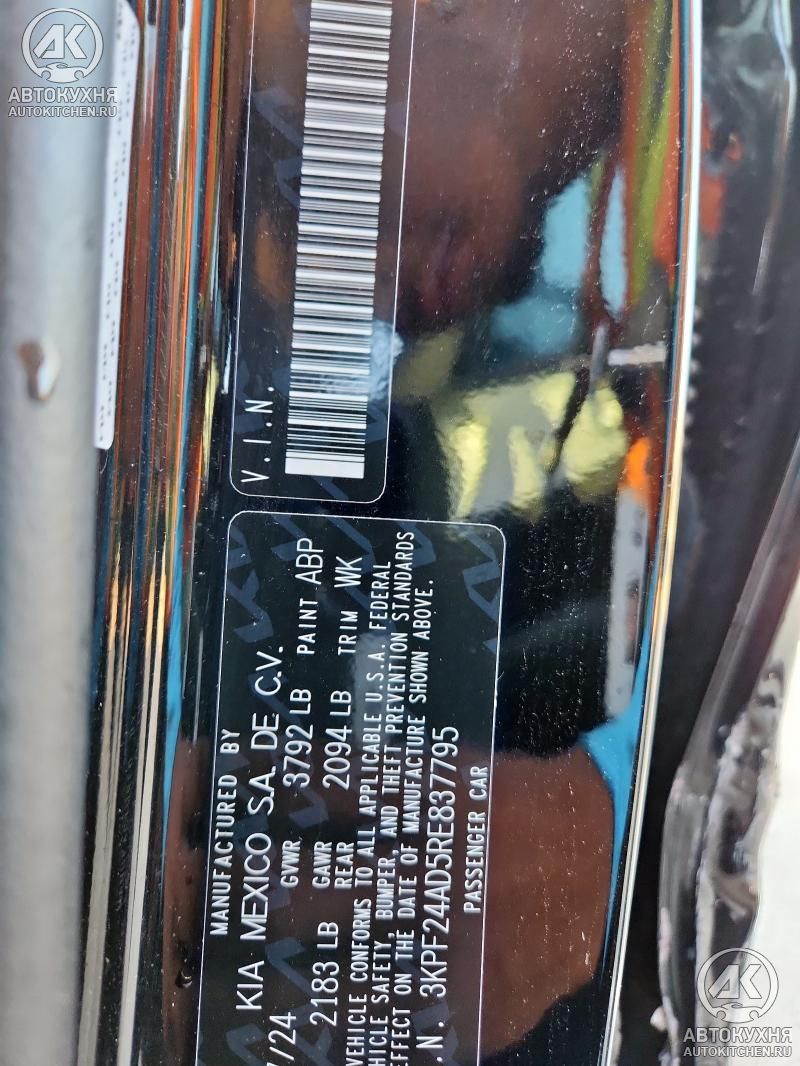 АК
АВТОКУХНЯ
AUTOKITCHEN.RU
V.I.N.
MANUFACTURED BY
KIA MEXICO S.A. DE C.V.
/24 GVWR 3792 LB PAINT ABP
2183 LB GAWR REAR 2094 LB TRIM WK
VEHICLE CONFORMS TO ALL APPLICABLE U.S.A. FEDERAL
VEHICLE SAFETY, BUMPER, AND THEFT PREVENTION STANDARDS
EFFECT ON THE DATE OF MANUFACTURE SHOWN ABOVE.
.N. 3KPF24AD5RE837795
PASSENGER CAR
АК
АВТОКУХНЯ
AUTOKITCHEN.RU